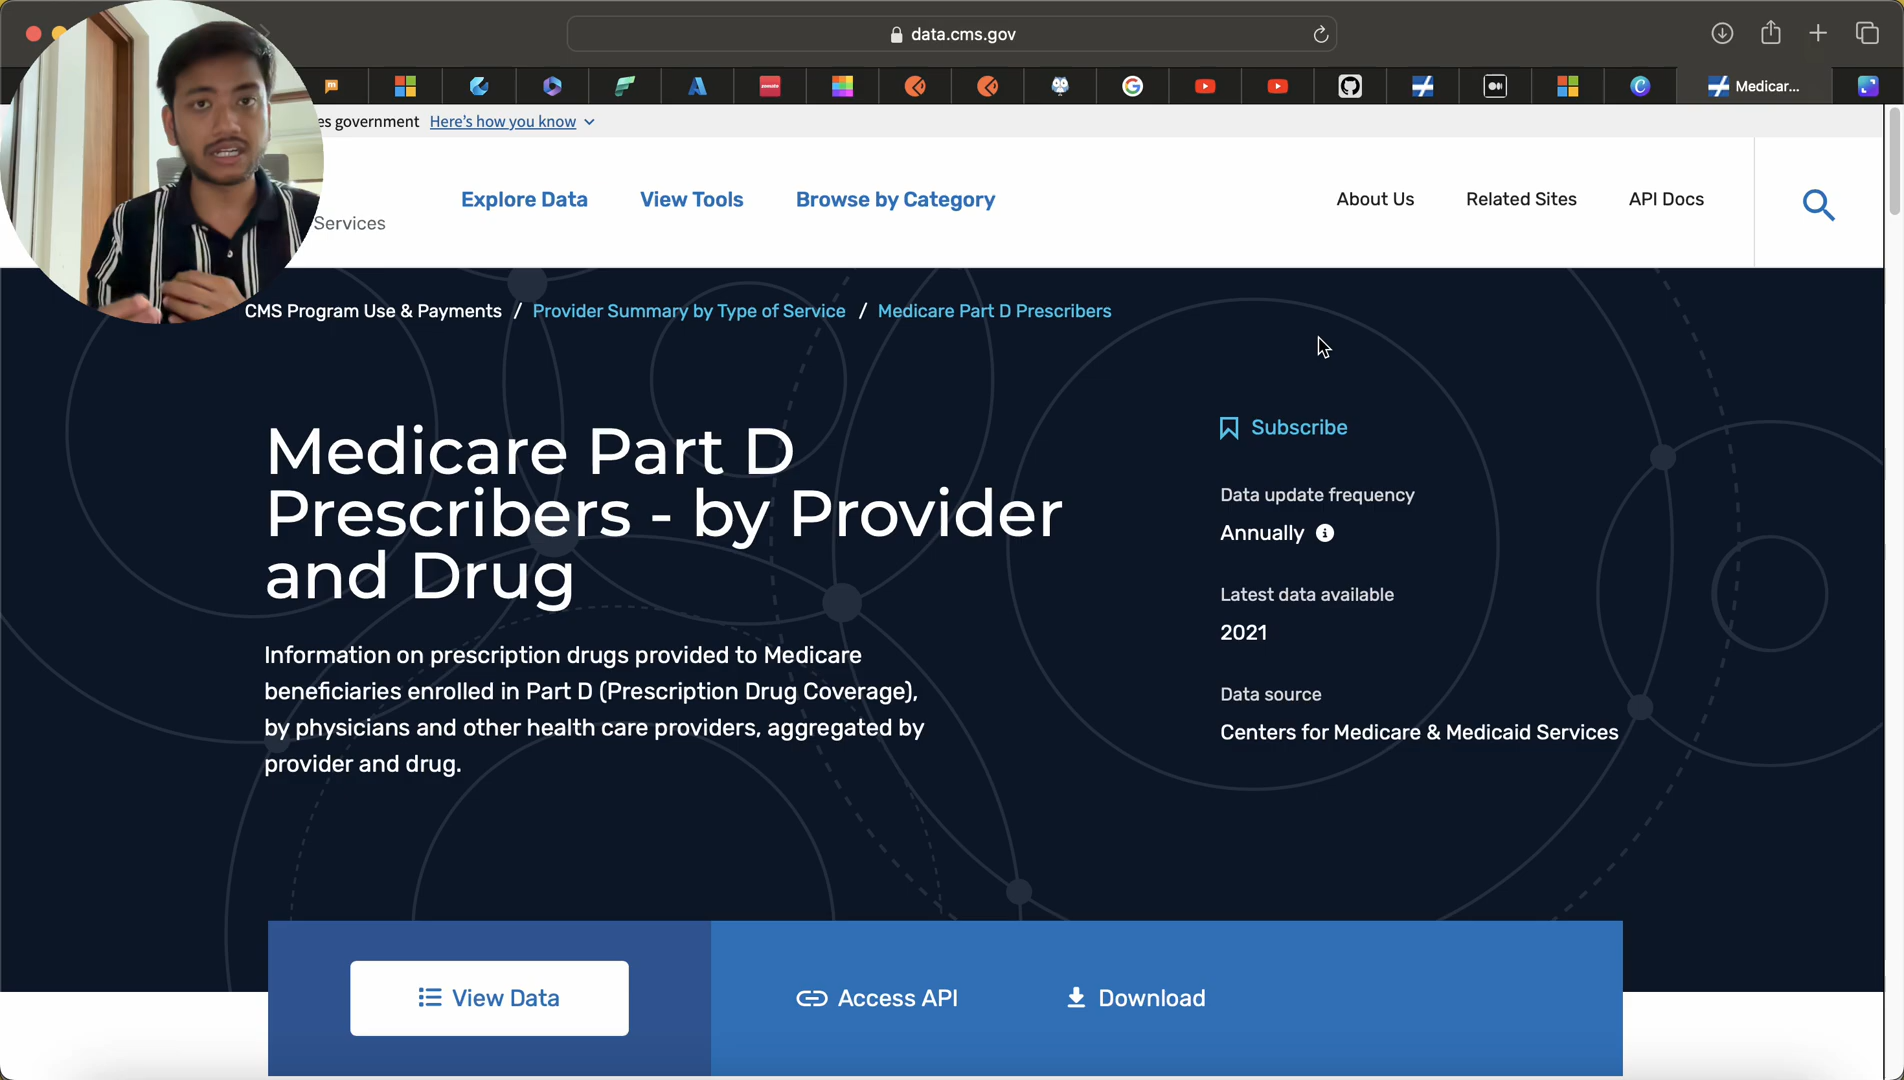 data.cms.gov
Medicar...
es government Here's how you know
Services
Explore Data
View Tools
Browse by Category
About Us
Related Sites
API Docs
CMS Program Use & Payments / Provider Summary by Type of Service / Medicare Part D Prescribers
Medicare Part D
Prescribers - by Provider
and Drug
Information on prescription drugs provided to Medicare
beneficiaries enrolled in Part D (Prescription Drug Coverage),
by physicians and other health care providers, aggregated by
provider and drug.
Subscribe
Data update frequency
Annually
Latest data available
2021
Data source
Centers for Medicare & Medicaid Services
View Data
Access API
Download